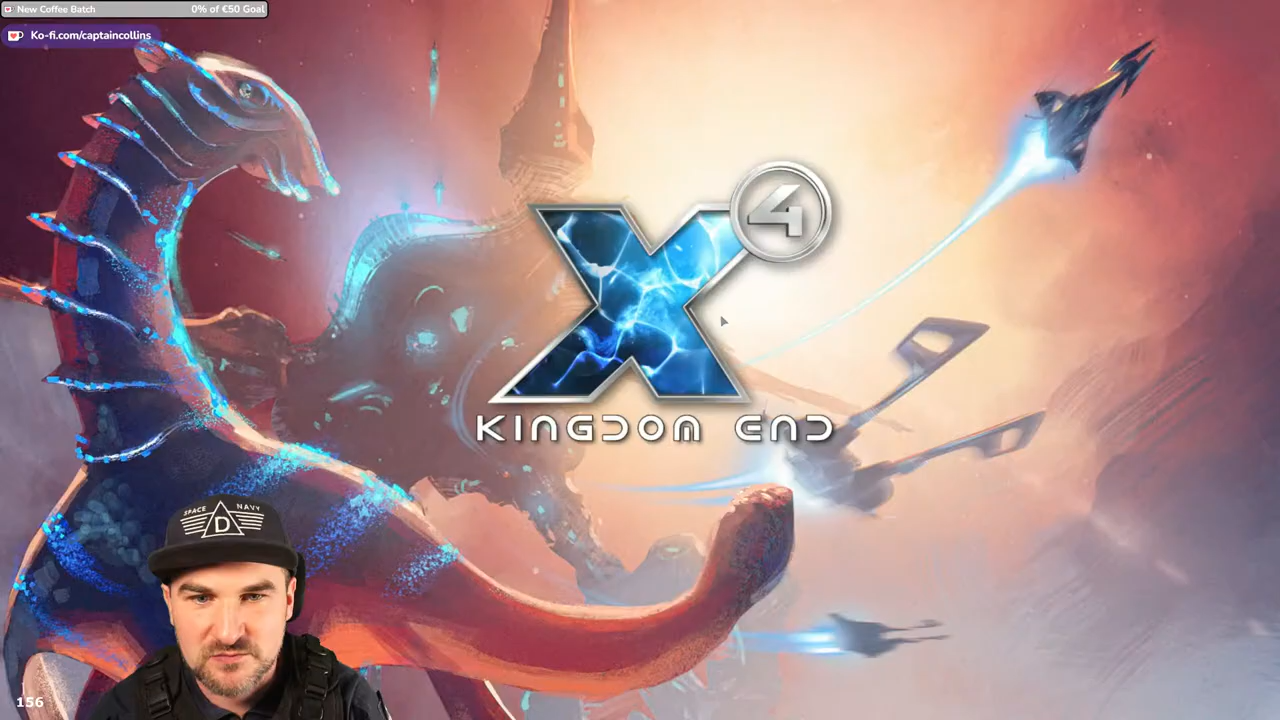 New Coffee Batch
0% of €50 Goal
Ko-fi.com/captaincollins
X
4
KINGDOM END
SPACE NAVY
D
156